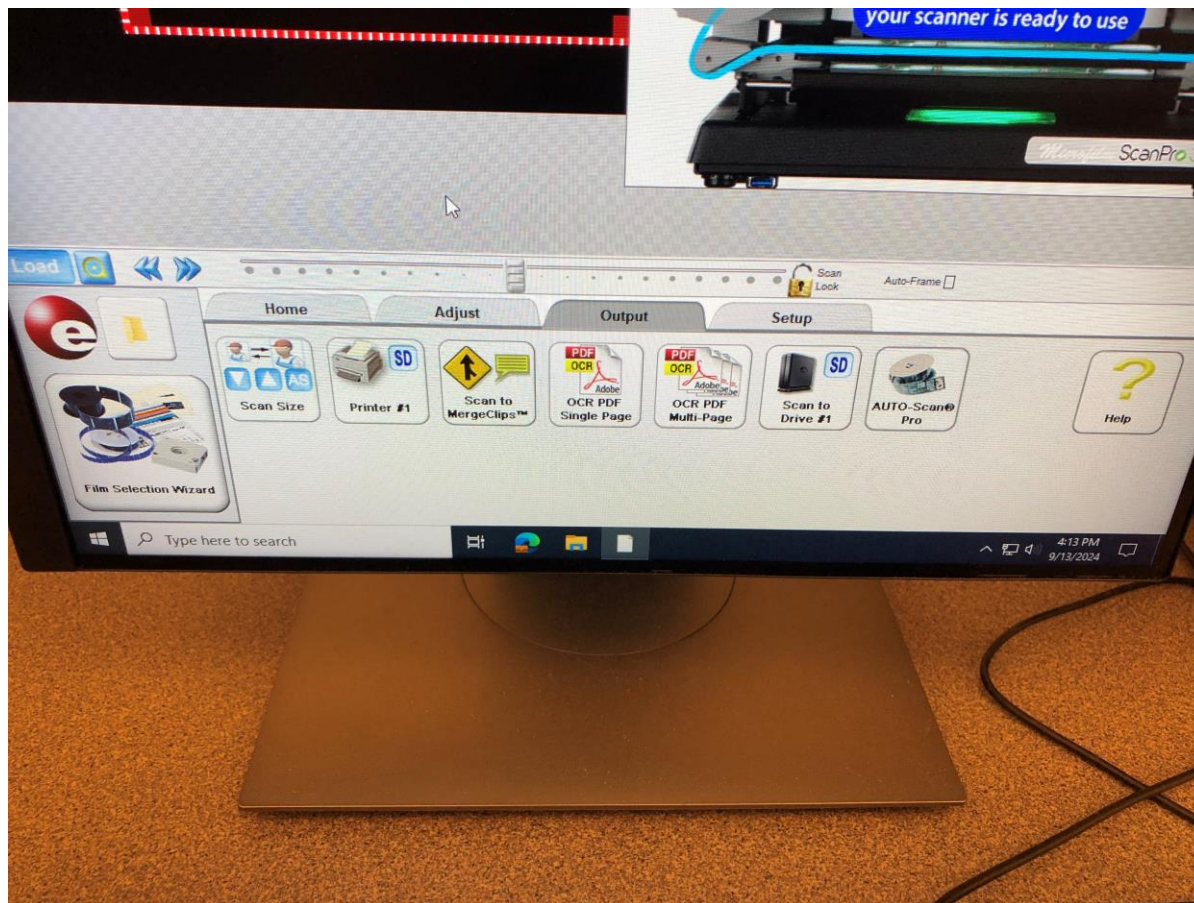 your scanner is ready to use
Microfilm ScanPro
Load
Scan
Lock
Auto-Frame
Home
Adjust
Output
Setup
e
AS
Scan Size
SD
Printer #1
Scan to
MergeClips™
PDF
OCR
Adobe
OCR PDF
Single Page
PDF
OCR
Adobe
OCR PDF
Multi-Page
SD
Scan to
Drive #1
AUTO-Scan®
Pro
?
Help
Film Selection Wizard
Type here to search
4:13 PM
9/13/2024